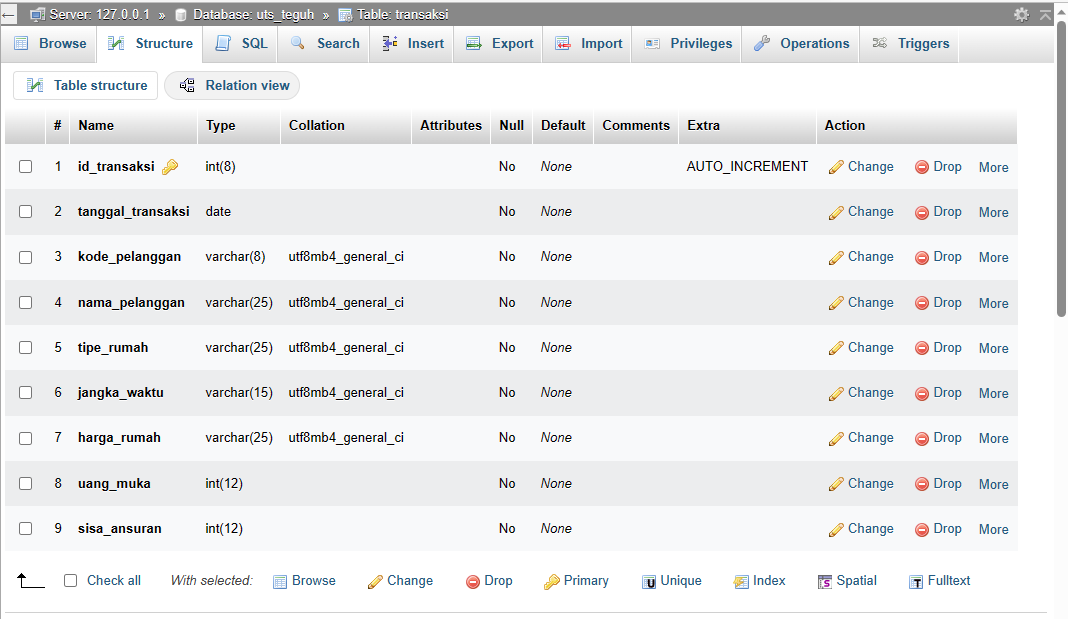 Server: 127.0.0.1 » Database: uts_teguh » Table: transaksi
Browse Structure SQL Search Insert Export Import Privileges Operations Triggers
Table structure Relation view
# Name Type Collation Attributes Null Default Comments Extra Action
1 id_transaksi int(8) No None AUTO_INCREMENT Change Drop More
2 tanggal_transaksi date No None Change Drop More
3 kode_pelanggan varchar(8) utf8mb4_general_ci No None Change Drop More
4 nama_pelanggan varchar(25) utf8mb4_general_ci No None Change Drop More
5 tipe_rumah varchar(25) utf8mb4_general_ci No None Change Drop More
6 jangka_waktu varchar(15) utf8mb4_general_ci No None Change Drop More
7 harga_rumah varchar(25) utf8mb4_general_ci No None Change Drop More
8 uang_muka int(12) No None Change Drop More
9 sisa_ansuran int(12) No None Change Drop More
Check all With selected: Browse Change Drop Primary Unique Index Spatial Fulltext